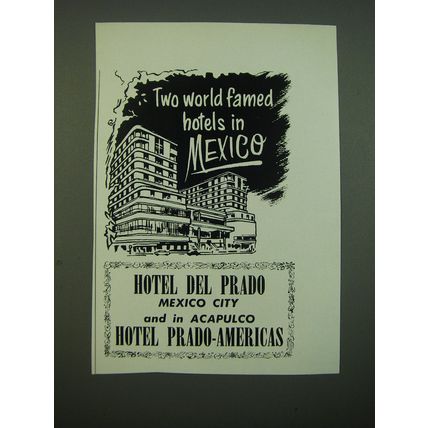 Two world famed
hotels in
MEXICO
HOTEL DEL PRADO
MEXICO CITY
and in ACAPULCO
HOTEL PRADO-AMERICAS